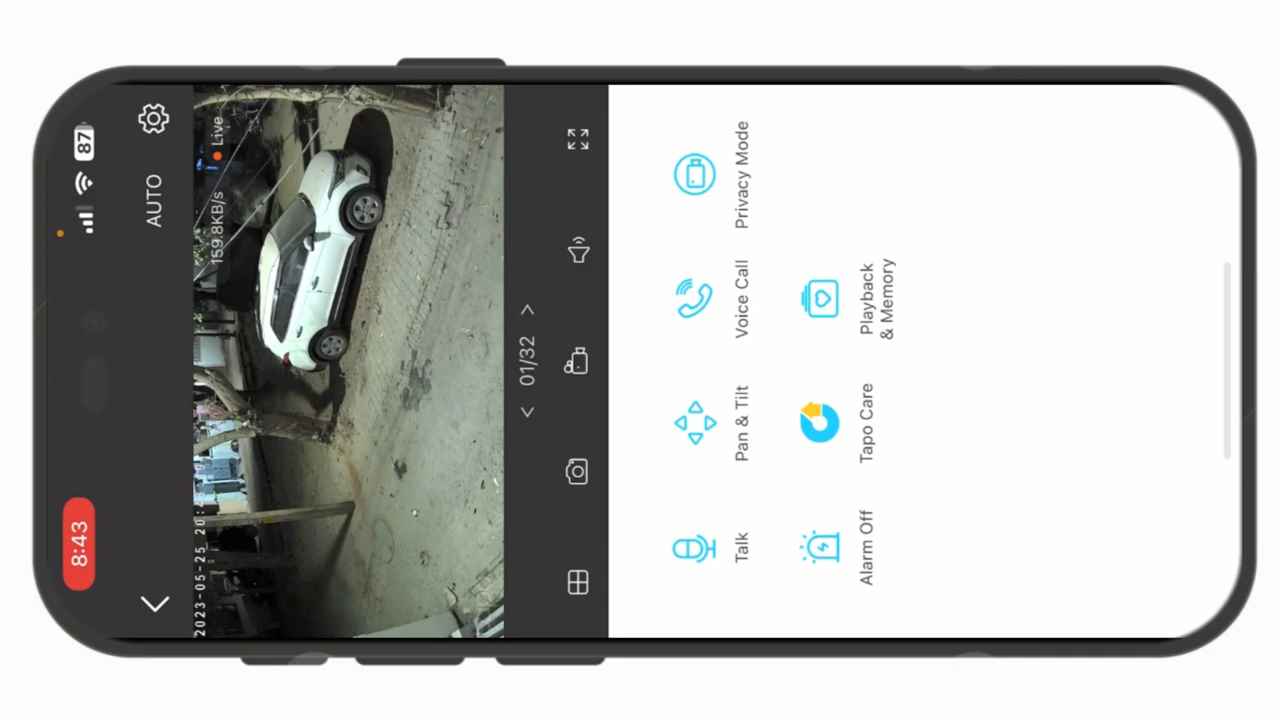 8:43
87
AUTO
2023-05-25 20:
159.8KB/s
Live
< 01/32 >
Talk
Pan & Tilt
Voice Call
Privacy Mode
Alarm Off
Tapo Care
Playback
& Memory